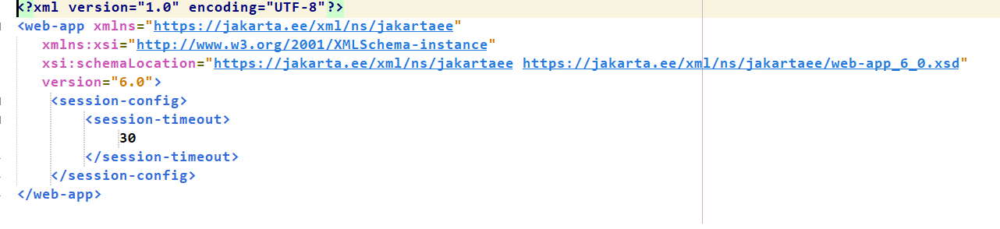 <?xml version="1.0" encoding="UTF-8"?>
<web-app xmlns="https://jakarta.ee/xml/ns/jakartaee"
xmlns:xsi="http://www.w3.org/2001/XMLSchema-instance"
xsi:schemaLocation="https://jakarta.ee/xml/ns/jakartaee https://jakarta.ee/xml/ns/jakartaee/web-app_6_0.xsd"
version="6.0">
<session-config>
<session-timeout>
30
</session-timeout>
</session-config>
</web-app>